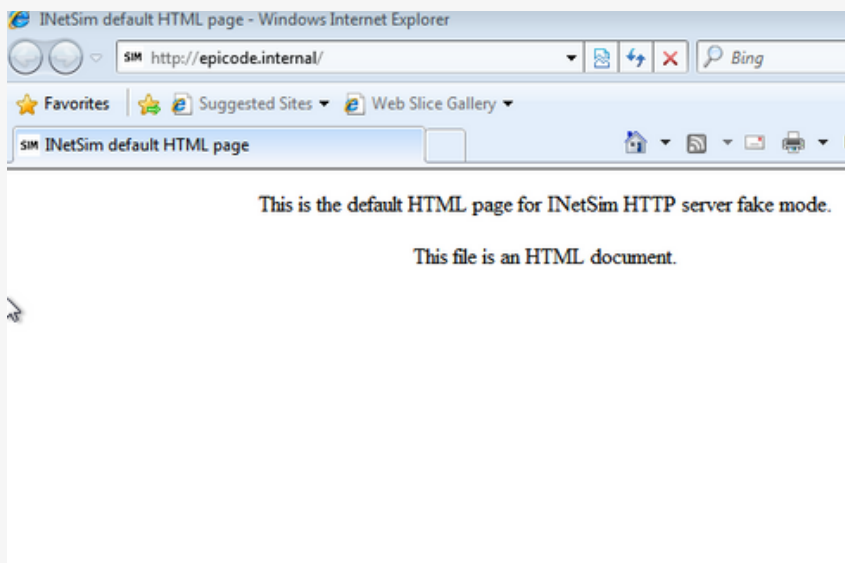 INetSim default HTML page - Windows Internet Explorer
SIM http://epicode.internal/ Bing
Favorites Suggested Sites Web Slice Gallery
SIM INetSim default HTML page
This is the default HTML page for INetSim HTTP server fake mode.
This file is an HTML document.